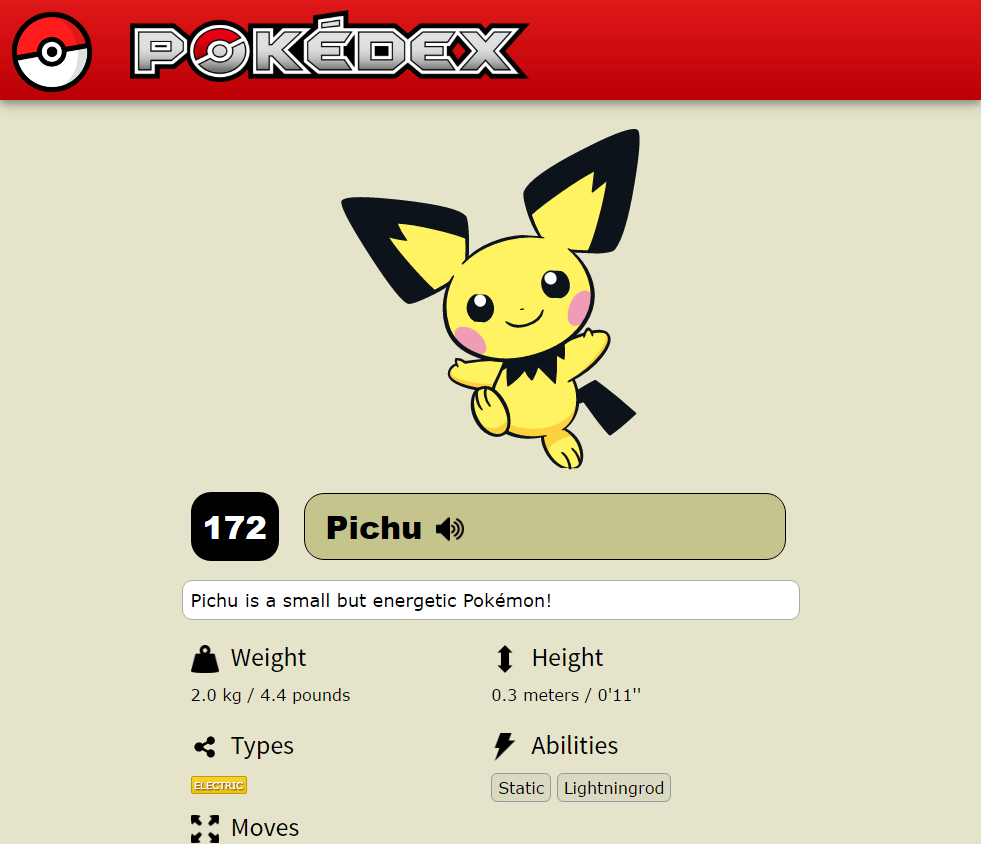 POKÉDEX
172
Pichu
Pichu is a small but energetic Pokémon!
Weight
Height
2.0 kg / 4.4 pounds
0.3 meters / 0'11''
Types
Abilities
ELECTRIC
Static
Lightningrod
Moves